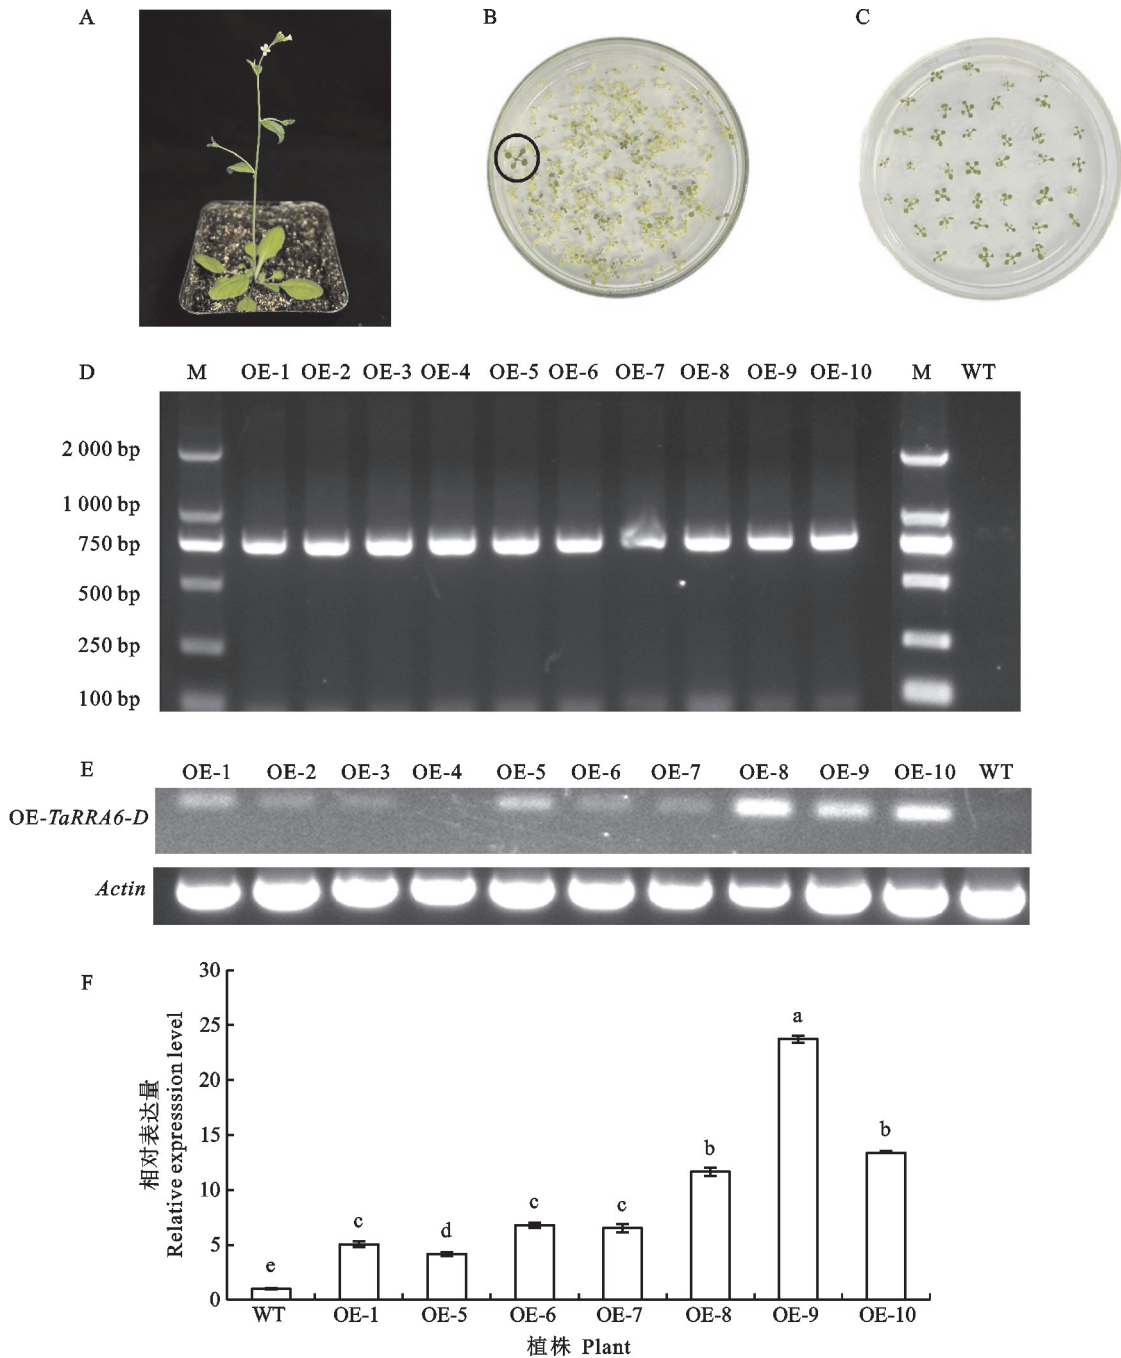 A B C
D M OE-1 OE-2 OE-3 OE-4 OE-5 OE-6 OE-7 OE-8 OE-9 OE-10 M WT
2 000 bp
1 000 bp
750 bp
500 bp
250 bp
100 bp
E OE-1 OE-2 OE-3 OE-4 OE-5 OE-6 OE-7 OE-8 OE-9 OE-10 WT
OE-TaRRA6-D
Actin
F
相对表达量
Relative expresssion level
30
25
20
15
10
5
0
e c d c c b a b
WT OE-1 OE-5 OE-6 OE-7 OE-8 OE-9 OE-10
植株 Plant